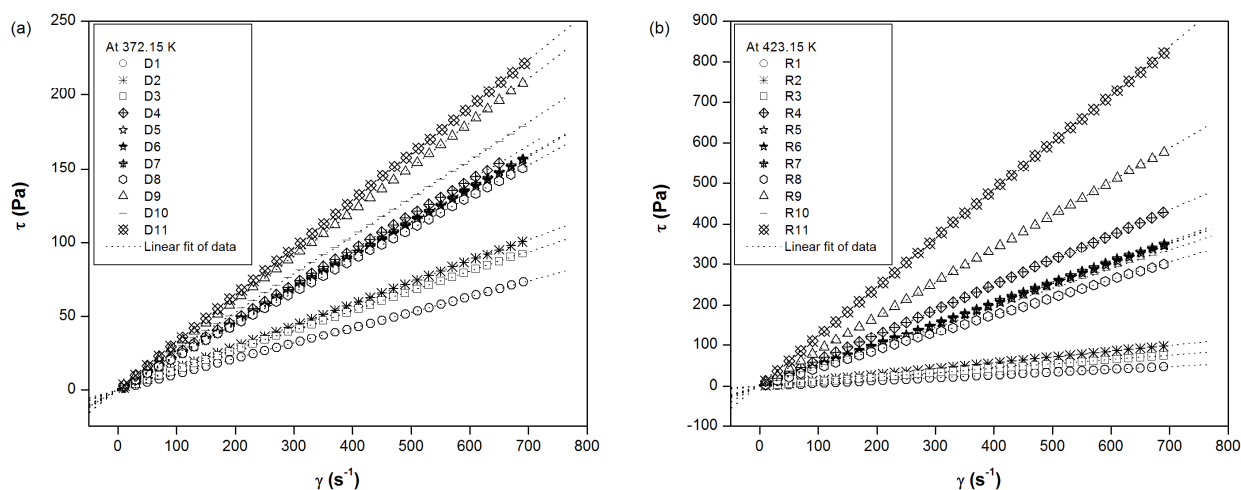 (a)
250
200
150
100
50
0
τ (Pa)
At 372.15 K
D1
D2
D3
D4
D5
D6
D7
D8
D9
D10
D11
Linear fit of data
0 100 200 300 400 500 600 700 800
γ (s⁻¹)
(b)
900
800
700
600
500
400
300
200
100
0
-100
τ (Pa)
At 423.15 K
R1
R2
R3
R4
R5
R6
R7
R8
R9
R10
R11
Linear fit of data
0 100 200 300 400 500 600 700 800
γ (s⁻¹)